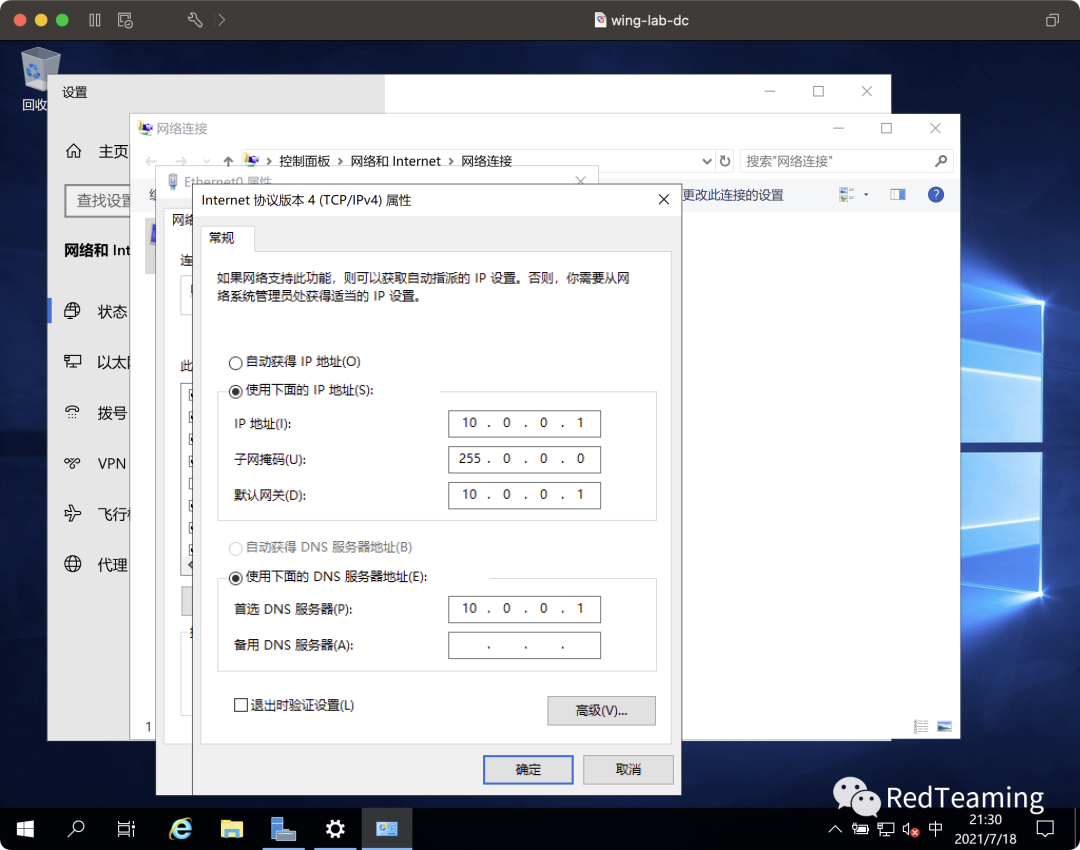 wing-lab-dc
回收
设置
网络连接
主页
控制面板
网络和 Internet
网络连接
搜索"网络连接"
Ethernet0 属性
查找设置
更改此连接的设置
Internet 协议版本 4 (TCP/IPv4) 属性
网络
常规
网络和 Int
连
如果网络支持此功能，则可以获取自动指派的 IP 设置。否则，你需要从网
络系统管理员处获得适当的 IP 设置。
状态
以太
此
自动获得 IP 地址(O)
使用下面的 IP 地址(S):
拨号
IP 地址(I):
10 . 0 . 0 . 1
VPN
子网掩码(U):
255 . 0 . 0 . 0
默认网关(D):
10 . 0 . 0 . 1
飞行
代理
自动获得 DNS 服务器地址(B)
使用下面的 DNS 服务器地址(E):
首选 DNS 服务器(P):
10 . 0 . 0 . 1
备用 DNS 服务器(A):
. . .
退出时验证设置(L)
高级(V)...
1
确定
取消
RedTeaming
中
21:30
2021/7/18